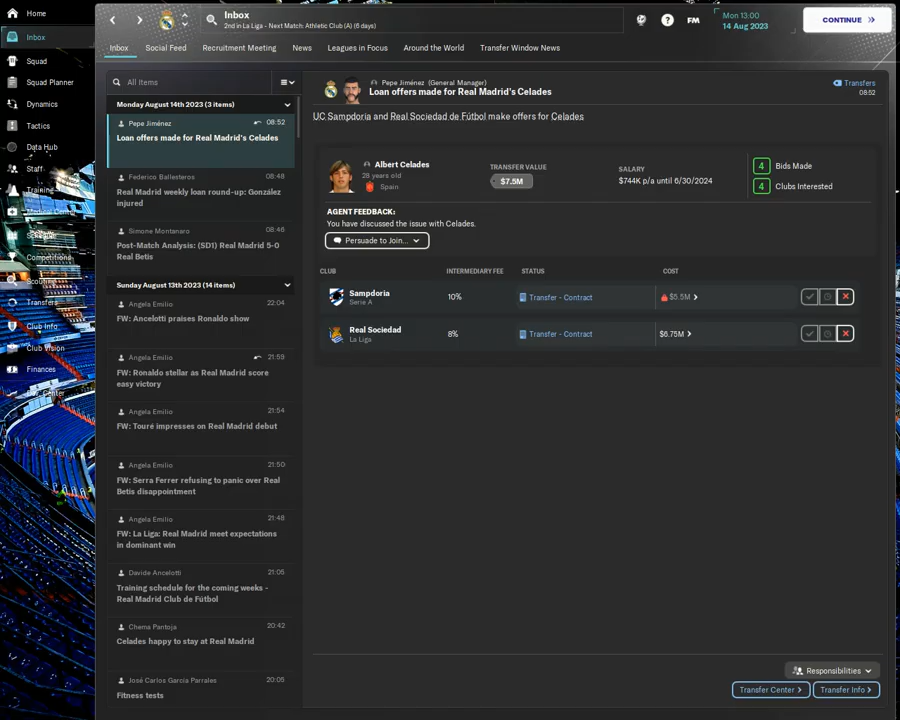 Home
Inbox
Squad
Squad Planner
Dynamics
Tactics
Data Hub
Staff
Training
Competitions
Scouting
Transfers
Club Info
Club Vision
Finances
Inbox
2nd in La Liga - Next Match: Athletic Club (A) (6 days)
FM
Mon 13:00
14 Aug 2023
CONTINUE
Inbox
Social Feed
Recruitment Meeting
News
Leagues in Focus
Around the World
Transfer Window News
All Items
Monday August 14th 2023 (3 items)
Pepe Jiménez 08:52
Loan offers made for Real Madrid's Celades
Federico Ballesteros 08:48
Real Madrid weekly loan round-up: González
injured
Simone Montanaro 08:46
Post-Match Analysis: (SD1) Real Madrid 5-0
Real Betis
Sunday August 13th 2023 (14 items)
Angela Emilio 22:04
FW: Ancelotti praises Ronaldo show
Angela Emilio 21:59
FW: Ronaldo stellar as Real Madrid score
easy victory
Angela Emilio 21:54
FW: Touré impresses on Real Madrid debut
Angela Emilio 21:50
FW: Serra Ferrer refusing to panic over Real
Betis disappointment
Angela Emilio 21:48
FW: La Liga: Real Madrid meet expectations
in dominant win
Davide Ancelotti 21:05
Training schedule for the coming weeks -
Real Madrid Club de Fútbol
Chema Pantoja 20:42
Celades happy to stay at Real Madrid
José Carlos García Parrales 20:05
Fitness tests
Pepe Jiménez (General Manager)
Loan offers made for Real Madrid's Celades
Transfers
08:52
UC Sampdoria and Real Sociedad de Fútbol make offers for Celades
Albert Celades
28 years old
Spain
TRANSFER VALUE
$7.5M
SALARY
$744K p/a until 6/30/2024
4 Bids Made
4 Clubs Interested
AGENT FEEDBACK:
You have discussed the issue with Celades.
Persuade to Join...
CLUB INTERMEDIARY FEE STATUS COST
Sampdoria
Serie A
10%
Transfer - Contract
$5.5M
Real Sociedad
La Liga
8%
Transfer - Contract
$6.75M
Responsibilities
Transfer Center
Transfer Info